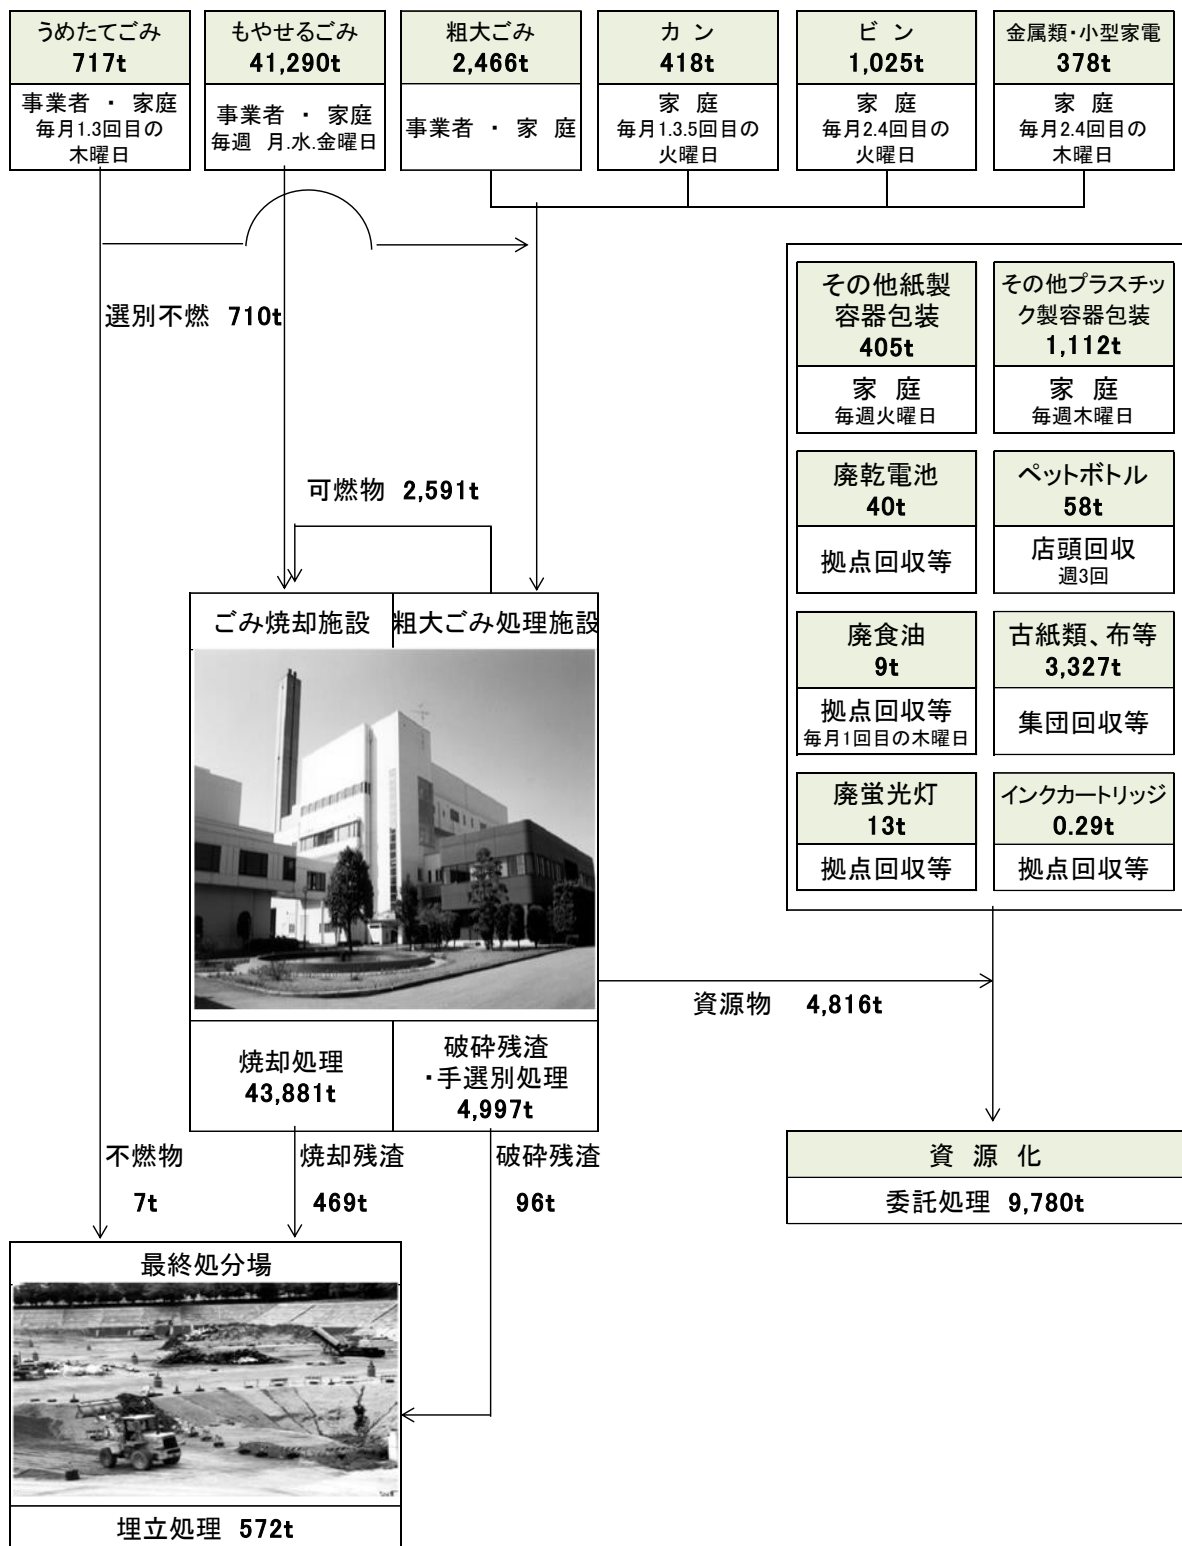 うめたてごみ
717t
事業者 ・ 家庭
毎月1.3回目の
木曜日
もやせるごみ
41,290t
事業者 ・ 家庭
毎週 月.水.金曜日
粗大ごみ
2,466t
事業者 ・ 家 庭
カ ン
418t
家 庭
毎月1.3.5回目の
火曜日
ビ ン
1,025t
家 庭
毎月2.4回目の
火曜日
金属類・小型家電
378t
家 庭
毎月2.4回目の
木曜日
選別不燃 710t
その他紙製
容器包装
405t
家 庭
毎週火曜日
その他プラスチッ
ク製容器包装
1,112t
家 庭
毎週木曜日
廃乾電池
40t
拠点回収等
ペットボトル
58t
店頭回収
週3回
可燃物 2,591t
ごみ焼却施設
粗大ごみ処理施設
廃食油
9t
拠点回収等
毎月1回目の木曜日
古紙類、布等
3,327t
集団回収等
廃蛍光灯
13t
拠点回収等
インクカートリッジ
0.29t
拠点回収等
資源物 4,816t
焼却処理
43,881t
破砕残渣
・手選別処理
4,997t
不燃物
7t
焼却残渣
469t
破砕残渣
96t
資 源 化
委託処理 9,780t
最終処分場
埋立処理 572t